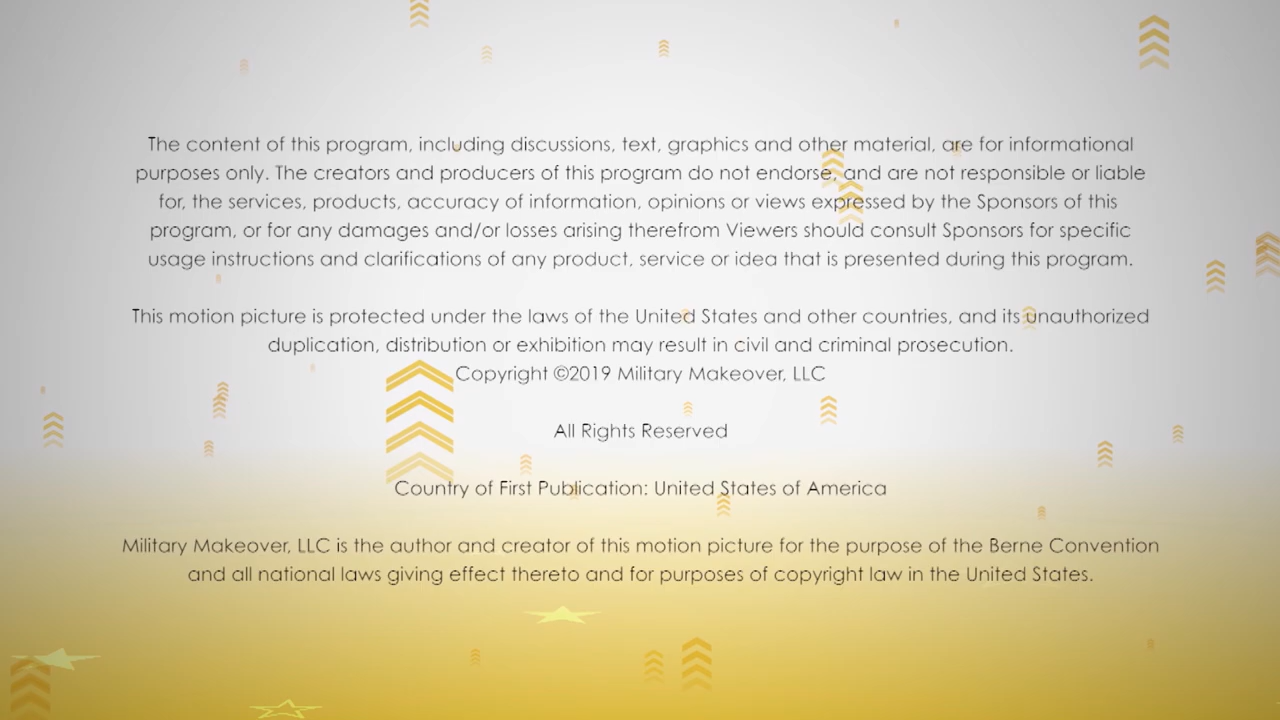 The content of this program, including discussions, text, graphics and other material, are for informational
purposes only. The creators and producers of this program do not endorse, and are not responsible or liable
for, the services, products, accuracy of information, opinions or views expressed by the Sponsors of this
program, or for any damages and/or losses arising therefrom Viewers should consult Sponsors for specific
usage instructions and clarifications of any product, service or idea that is presented during this program.
This motion picture is protected under the laws of the United States and other countries, and its unauthorized
duplication, distribution or exhibition may result in civil and criminal prosecution.
Copyright ©2019 Military Makeover, LLC
All Rights Reserved
Country of First Publication: United States of America
Military Makeover, LLC is the author and creator of this motion picture for the purpose of the Berne Convention
and all national laws giving effect thereto and for purposes of copyright law in the United States.